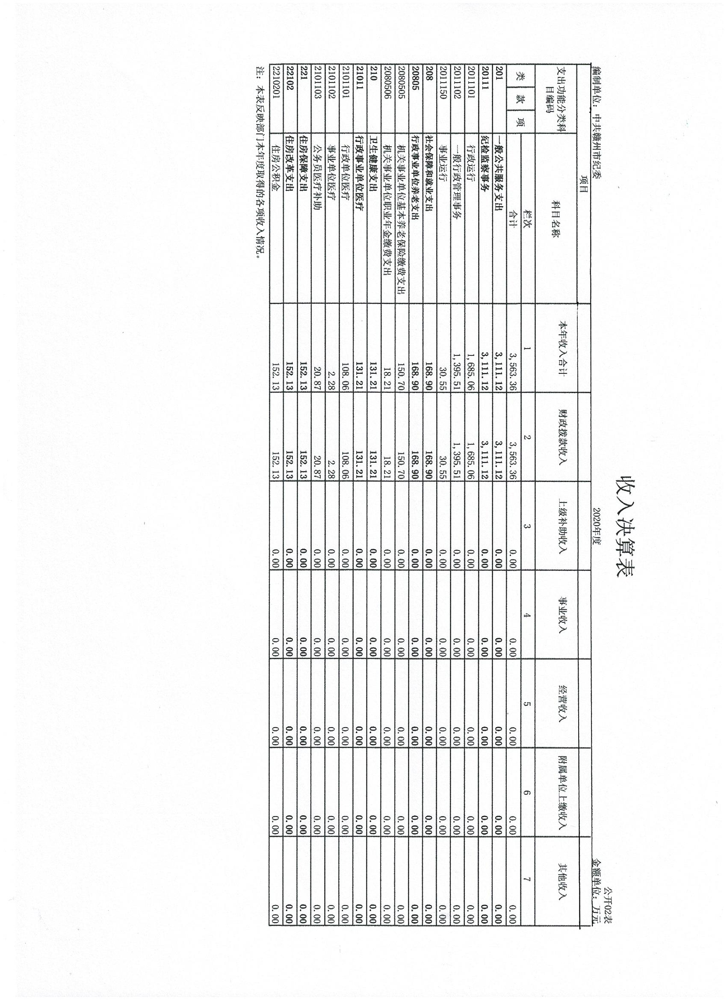 收入决算表
公开02表
编制单位：中共赣州市纪委 2020年度 金额单位：万元
项目
支出功能分类科目编码 科目名称 本年收入合计 财政拨款收入 上级补助收入 事业收入 经营收入 附属单位上缴收入 其他收入
类 款 项 栏次 1 2 3 4 5 6 7
合计 3,563.36 3,563.36 0.00 0.00 0.00 0.00 0.00
201 一般公共服务支出 3,111.12 3,111.12 0.00 0.00 0.00 0.00 0.00
20111 纪检监察事务 3,111.12 3,111.12 0.00 0.00 0.00 0.00 0.00
2011101 行政运行 1,685.06 1,685.06 0.00 0.00 0.00 0.00 0.00
2011102 一般行政管理事务 1,395.51 1,395.51 0.00 0.00 0.00 0.00 0.00
2011150 事业运行 30.55 30.55 0.00 0.00 0.00 0.00 0.00
208 社会保障和就业支出 168.90 168.90 0.00 0.00 0.00 0.00 0.00
20805 行政事业单位养老支出 168.90 168.90 0.00 0.00 0.00 0.00 0.00
2080505 机关事业单位基本养老保险缴费支出 150.70 150.70 0.00 0.00 0.00 0.00 0.00
2080506 机关事业单位职业年金缴费支出 18.21 18.21 0.00 0.00 0.00 0.00 0.00
210 卫生健康支出 131.21 131.21 0.00 0.00 0.00 0.00 0.00
21011 行政事业单位医疗 131.21 131.21 0.00 0.00 0.00 0.00 0.00
2101101 行政单位医疗 108.06 108.06 0.00 0.00 0.00 0.00 0.00
2101102 事业单位医疗 2.28 2.28 0.00 0.00 0.00 0.00 0.00
2101103 公务员医疗补助 20.87 20.87 0.00 0.00 0.00 0.00 0.00
221 住房保障支出 152.13 152.13 0.00 0.00 0.00 0.00 0.00
22102 住房改革支出 152.13 152.13 0.00 0.00 0.00 0.00 0.00
2210201 住房公积金 152.13 152.13 0.00 0.00 0.00 0.00 0.00
注：本表反映部门本年度取得的各项收入情况。